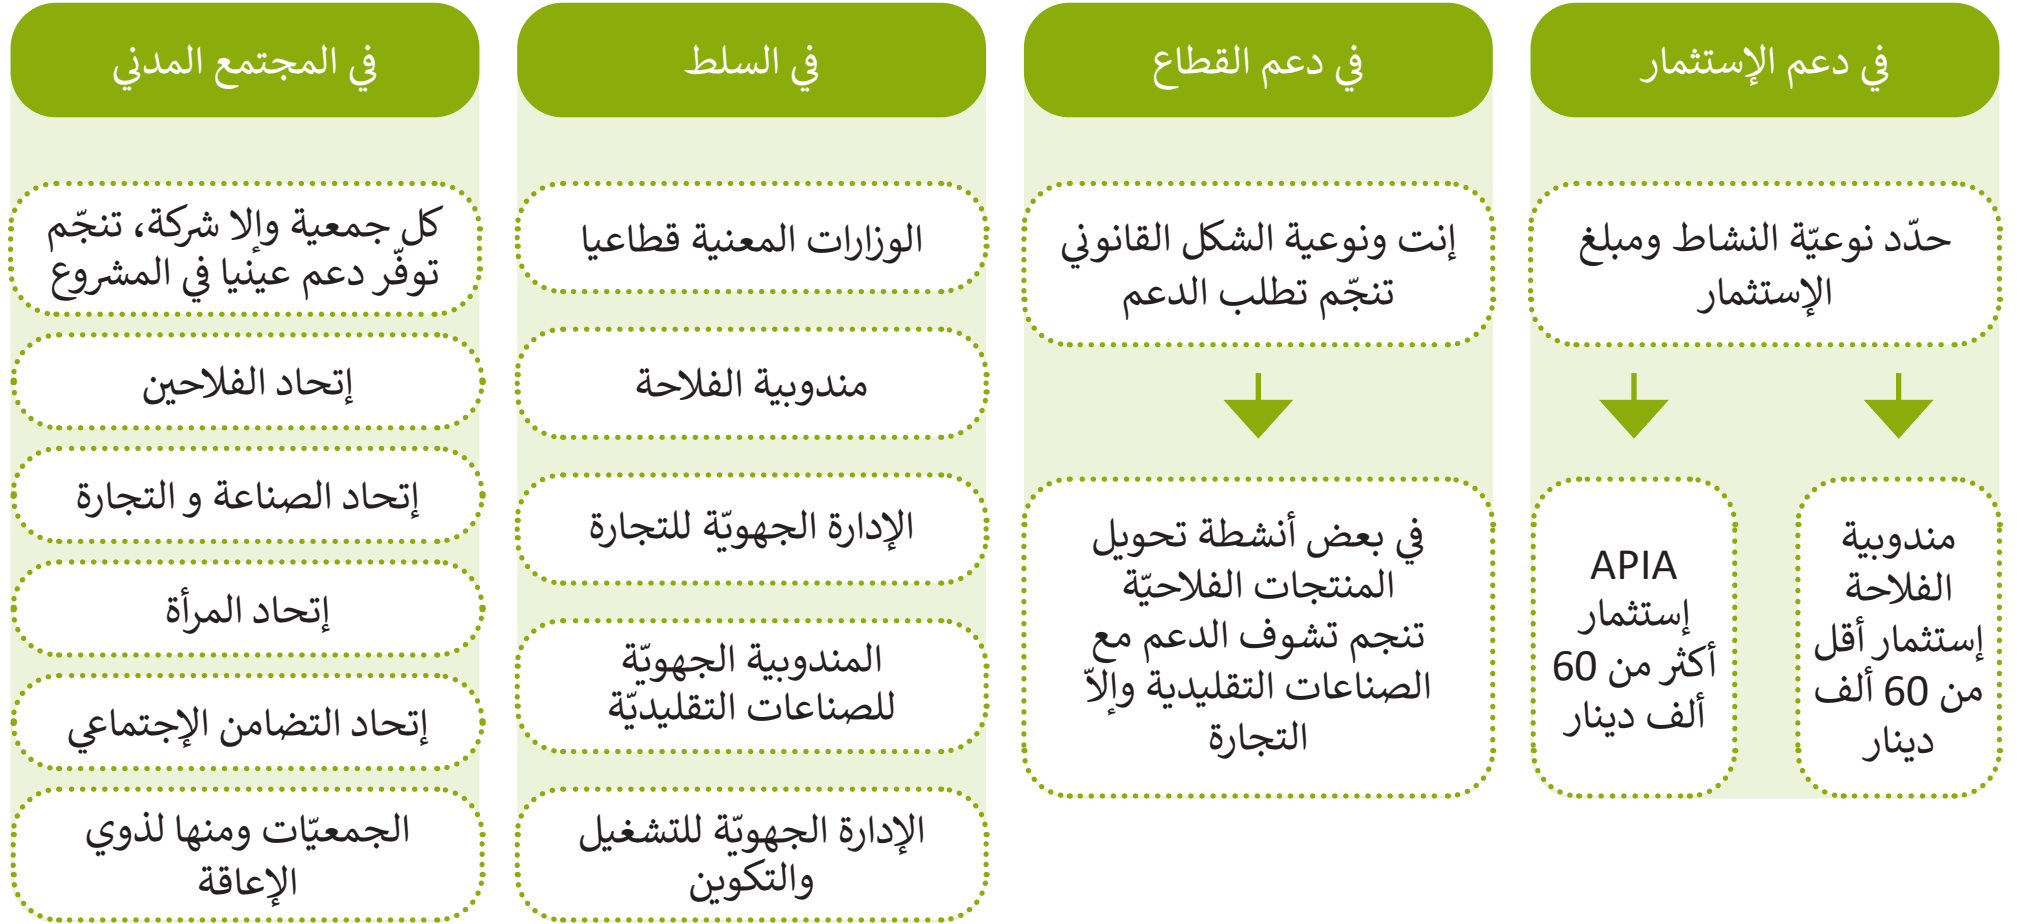 في دعم الإستثمار
حدّد نوعيّة النشاط ومبلغ
الإستثمار
مندوبية
الفلاحة
إستثمار أقل
من 60 ألف
دينار
APIA
إستثمار
أكثر من 60
ألف دينار
في دعم القطاع
إنت ونوعية الشكل القانوني
تنجّم تطلب الدعم
في بعض أنشطة تحويل
المنتجات الفلاحيّة
تنجم تشوف الدعم مع
الصناعات التقليدية وإلاّ
التجارة
في السلط
الوزارات المعنية قطاعيا
مندوبية الفلاحة
الإدارة الجهويّة للتجارة
المندوبية الجهويّة
للصناعات التقليديّة
الإدارة الجهويّة للتشغيل
والتكوين
في المجتمع المدني
كل جمعية وإلا شركة، تنجّم
توفّر دعم عينيا في المشروع
إتحاد الفلاحين
إتحاد الصناعة و التجارة
إتحاد المرأة
إتحاد التضامن الإجتماعي
الجمعيّات ومنها لذوي
الإعاقة